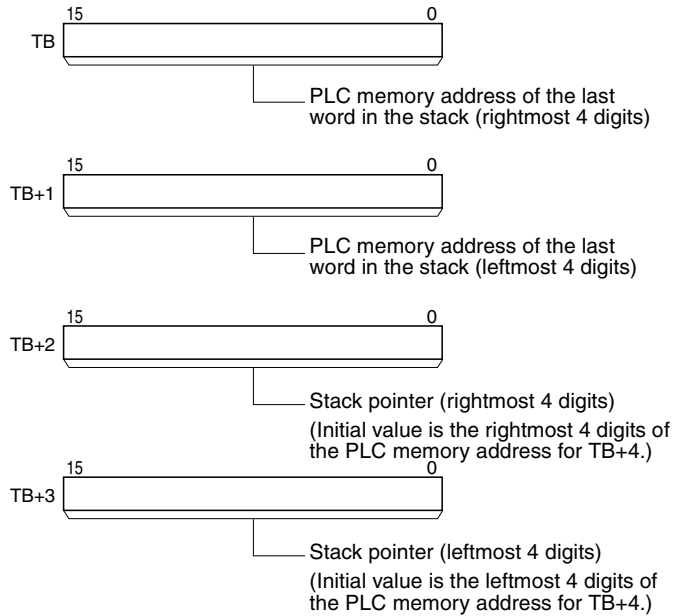 15 0
TB
PLC memory address of the last
word in the stack (rightmost 4 digits)
15 0
TB+1
PLC memory address of the last
word in the stack (leftmost 4 digits)
15 0
TB+2
Stack pointer (rightmost 4 digits)
(Initial value is the rightmost 4 digits of
the PLC memory address for TB+4.)
15 0
TB+3
Stack pointer (leftmost 4 digits)
(Initial value is the leftmost 4 digits of
the PLC memory address for TB+4.)